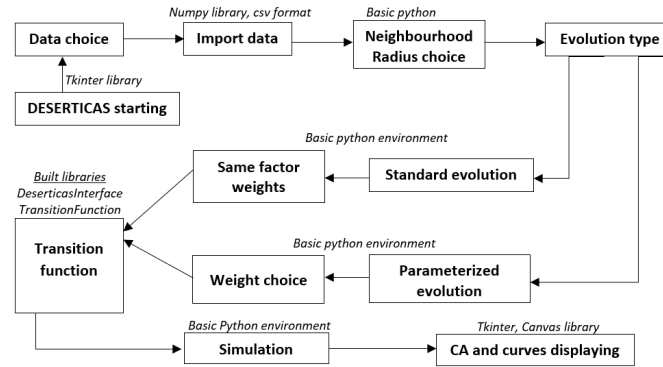 Numpy library, csv format
Basic python
Data choice
Import data
Neighbourhood
Radius choice
Evolution type
Tkinter library
DESERTICAS starting
Basic python environment
Same factor
weights
Standard evolution
Built libraries
DeserticasInterface
TransitionFunction
Transition
function
Basic python environment
Weight choice
Parameterized
evolution
Basic Python environment
Simulation
Tkinter, Canvas library
CA and curves displaying